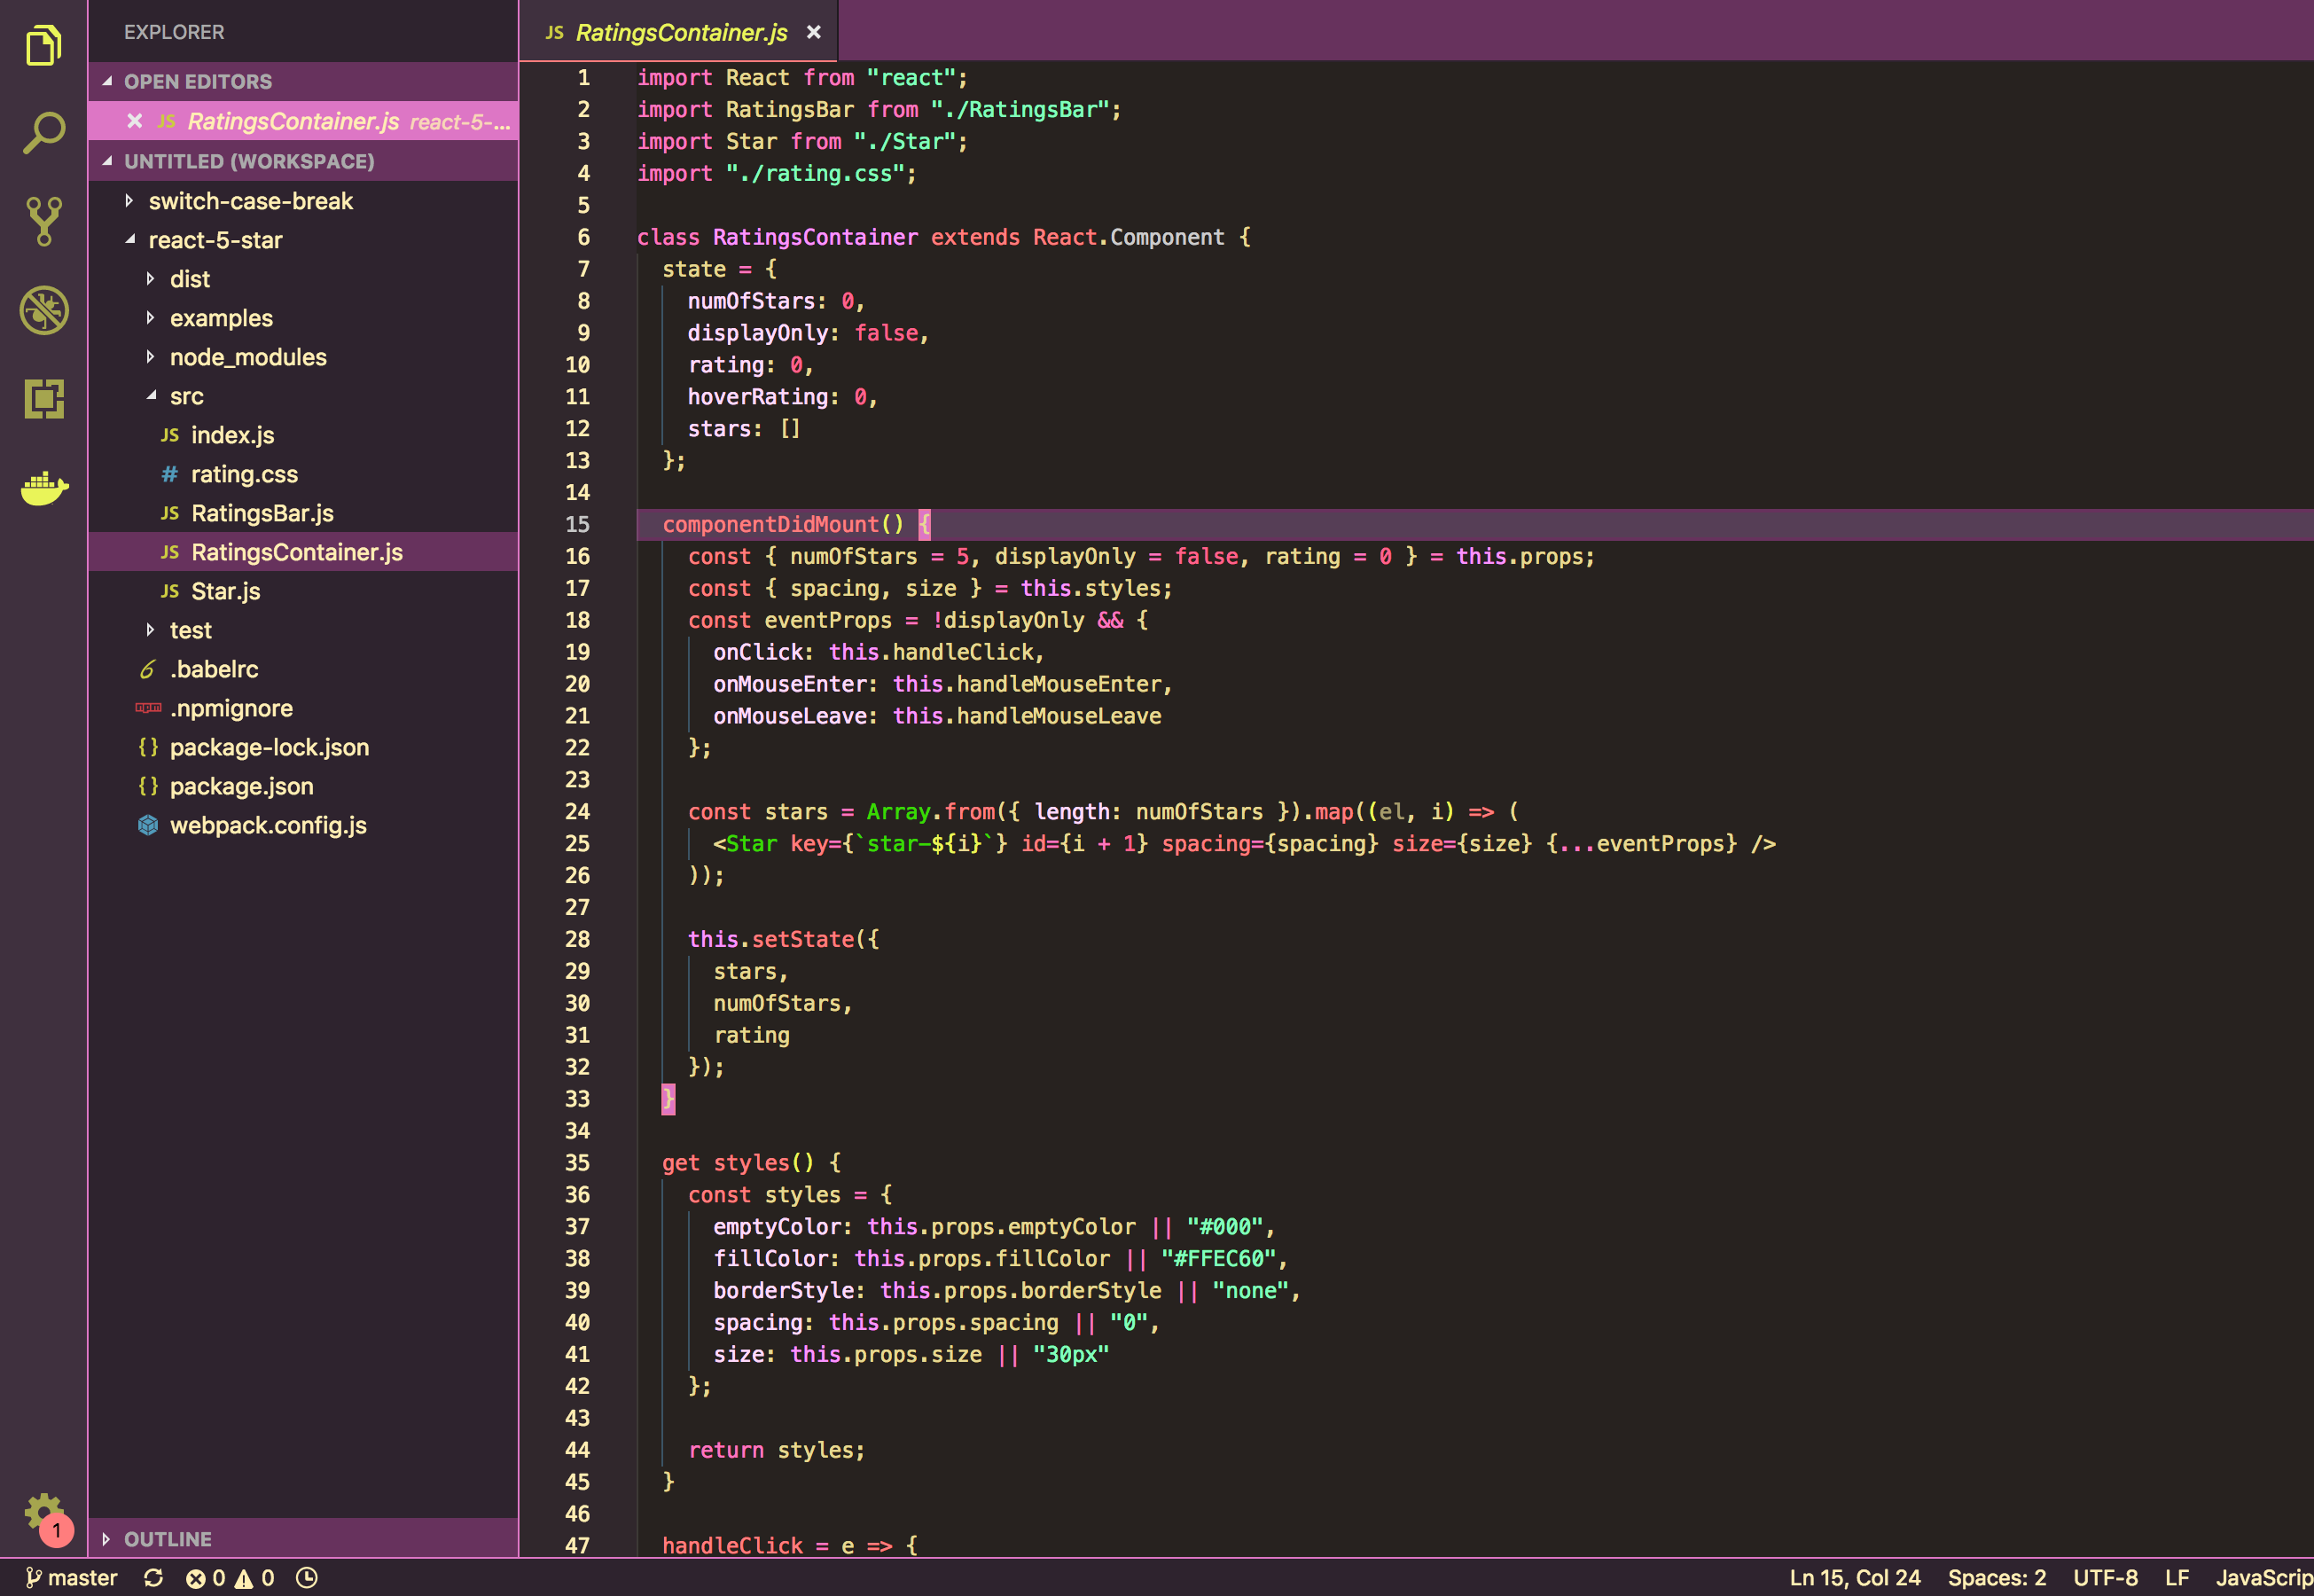 EXPLORER
OPEN EDITORS
JS RatingsContainer.js react-5-...
UNTITLED (WORKSPACE)
switch-case-break
react-5-star
dist
examples
node_modules
src
JS index.js
# rating.css
JS RatingsBar.js
JS RatingsContainer.js
JS Star.js
test
.babelrc
.npmignore
{} package-lock.json
{} package.json
webpack.config.js
OUTLINE
1
JS RatingsContainer.js
1 import React from "react";
2 import RatingsBar from "./RatingsBar";
3 import Star from "./Star";
4 import "./rating.css";
5
6 class RatingsContainer extends React.Component {
7 state = {
8 numOfStars: 0,
9 displayOnly: false,
10 rating: 0,
11 hoverRating: 0,
12 stars: []
13 };
14
15 componentDidMount() {
16 const { numOfStars = 5, displayOnly = false, rating = 0 } = this.props;
17 const { spacing, size } = this.styles;
18 const eventProps = !displayOnly && {
19 onClick: this.handleClick,
20 onMouseEnter: this.handleMouseEnter,
21 onMouseLeave: this.handleMouseLeave
22 };
23
24 const stars = Array.from({ length: numOfStars }).map((el, i) => (
25 <Star key={`star-${i}`} id={i + 1} spacing={spacing} size={size} {...eventProps} />
26 ));
27
28 this.setState({
29 stars,
30 numOfStars,
31 rating
32 });
33 }
34
35 get styles() {
36 const styles = {
37 emptyColor: this.props.emptyColor || "#000",
38 fillColor: this.props.fillColor || "#FFEC60",
39 borderStyle: this.props.borderStyle || "none",
40 spacing: this.props.spacing || "0",
41 size: this.props.size || "30px"
42 };
43
44 return styles;
45 }
46
47 handleClick = e => {
master 0 0 Ln 15, Col 24 Spaces: 2 UTF-8 LF JavaScrip